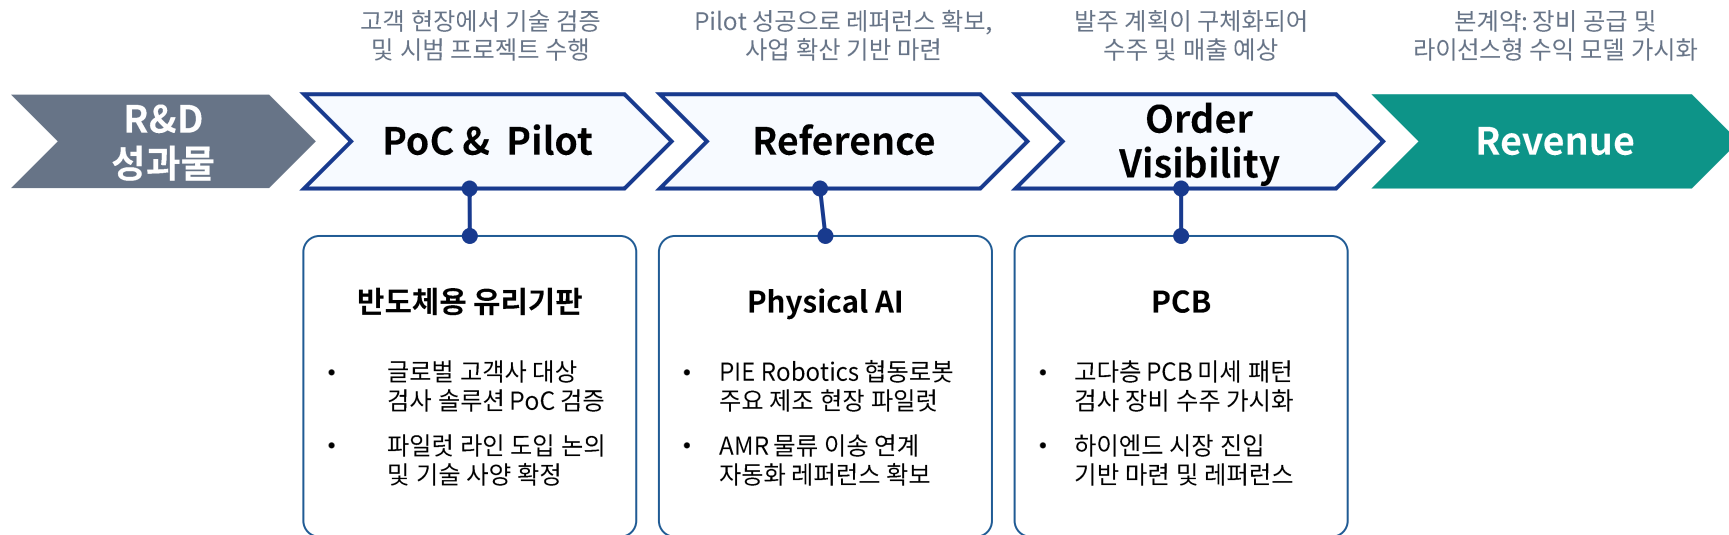 고객 현장에서 기술 검증
및 시범 프로젝트 수행
Pilot 성공으로 레퍼런스 확보,
사업 확산 기반 마련
발주 계획이 구체화되어
수주 및 매출 예상
본계약: 장비 공급 및
라이선스형 수익 모델 가시화
R&D
성과물
PoC & Pilot
Reference
Order
Visibility
Revenue
반도체용 유리기판
• 글로벌 고객사 대상
검사 솔루션 PoC 검증
• 파일럿 라인 도입 논의
및 기술 사양 확정
Physical AI
• PIE Robotics 협동로봇
주요 제조 현장 파일럿
• AMR 물류 이송 연계
자동화 레퍼런스 확보
PCB
• 고다층 PCB 미세 패턴
검사 장비 수주 가시화
• 하이엔드 시장 진입
기반 마련 및 레퍼런스